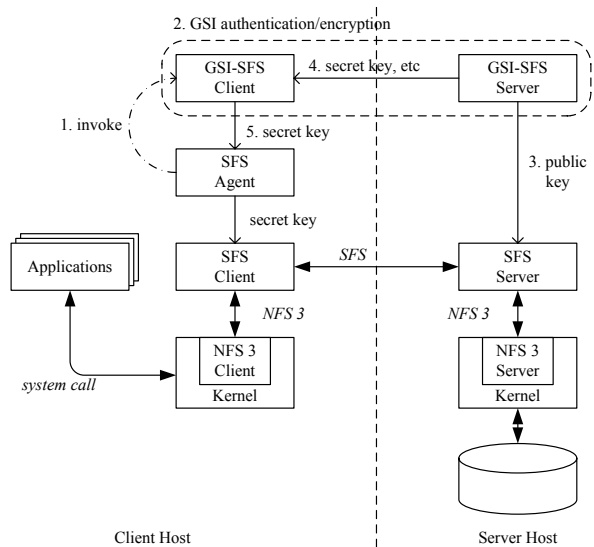 2. GSI authentication/encryption
GSI-SFS
Client
4. secret key, etc
GSI-SFS
Server
1. invoke
5. secret key
3. public
key
SFS
Agent
secret key
Applications
SFS
Client
SFS
SFS
Server
NFS 3
NFS 3
NFS 3
Client
Kernel
NFS 3
Server
Kernel
system call
Client Host
Server Host